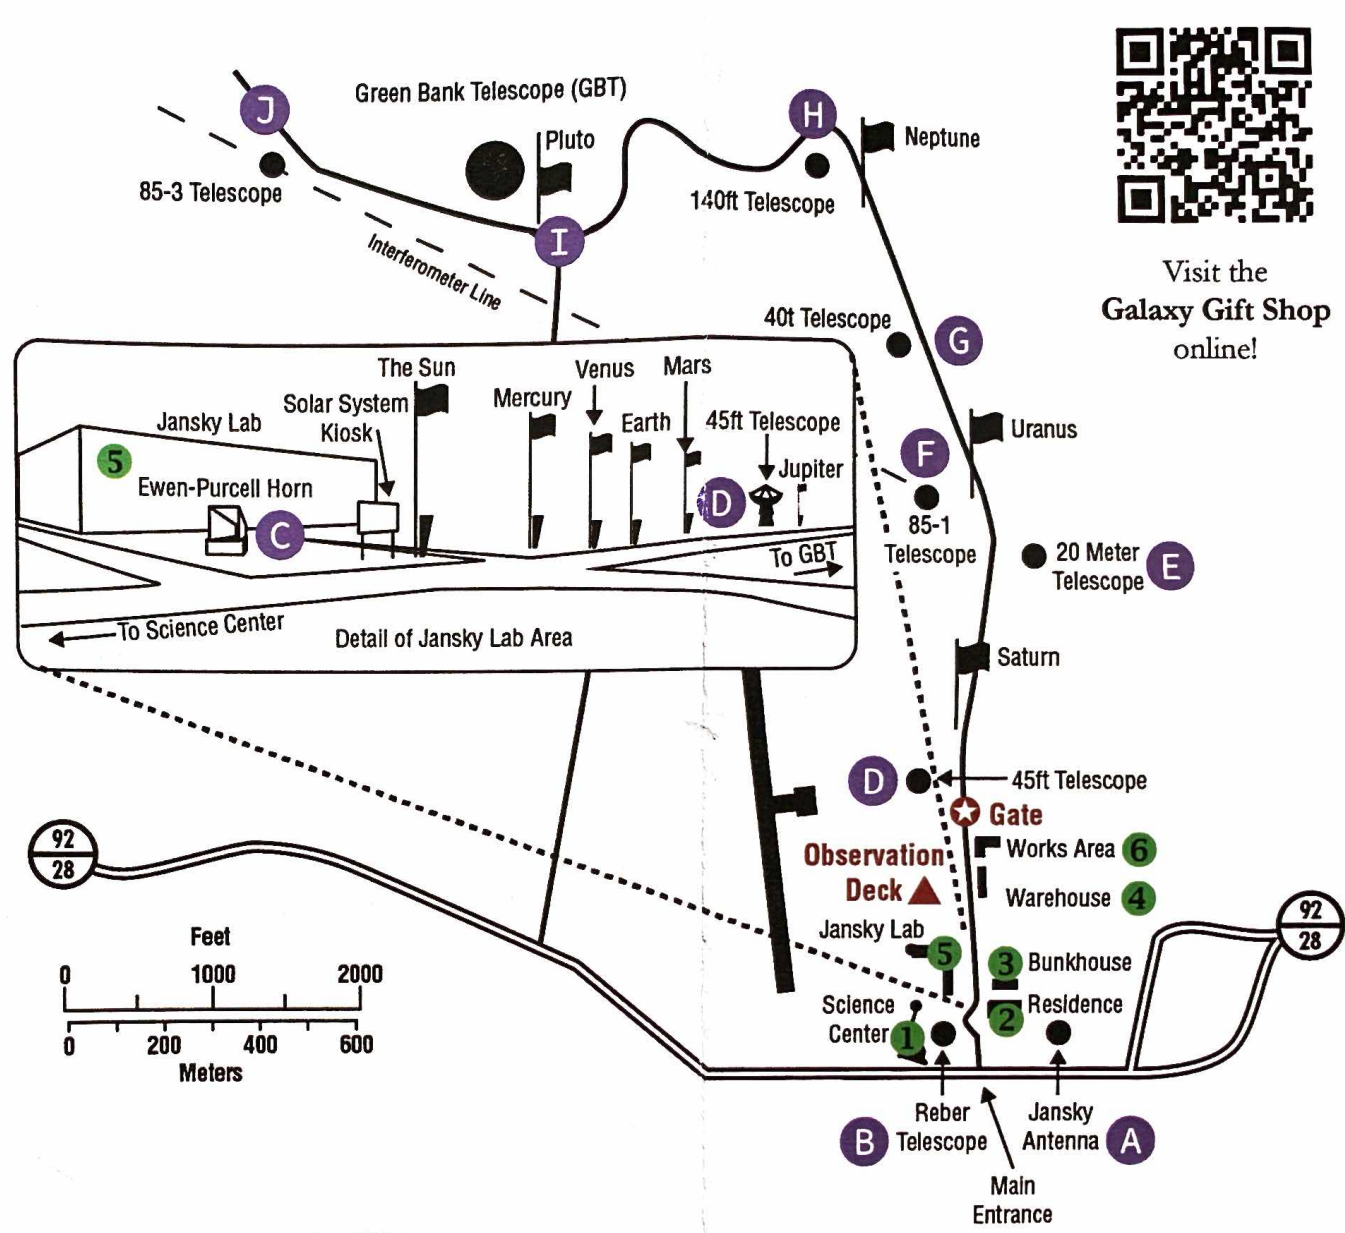 J
Green Bank Telescope (GBT)
Pluto
H
Neptune
85-3 Telescope
140ft Telescope
I
Interferometer Line
Visit the
Galaxy Gift Shop
online!
40t Telescope
G
The Sun
Venus
Mars
Solar System
Kiosk
Mercury
Jansky Lab
Earth
45ft Telescope
5
Ewen-Purcell Horn
C
D
Jupiter
To GBT
To Science Center
Detail of Jansky Lab Area
Uranus
F
85-1
Telescope
20 Meter
Telescope
E
Saturn
D
45ft Telescope
Gate
Works Area 6
Observation
Deck
Warehouse 4
92
28
92
28
Jansky Lab
5
3 Bunkhouse
Residence
2
Science
Center 1
Feet
0 1000 2000
0 200 400 600
Meters
B
Reber
Telescope
Jansky
Antenna
A
Main
Entrance